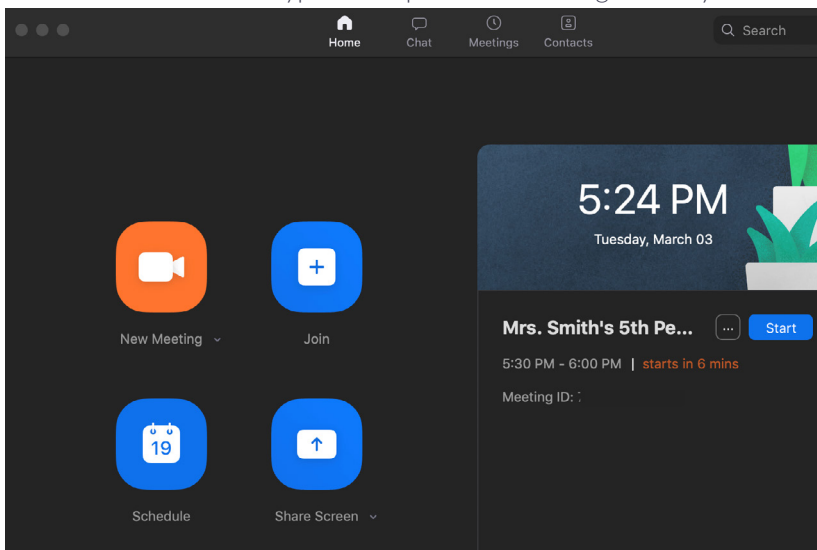 Home
Chat
Meetings
Contacts
Search
5:24 PM
Tuesday, March 03
New Meeting
Join
Mrs. Smith's 5th Pe...
...
Start
5:30 PM - 6:00 PM | starts in 6 mins
Meeting ID:
19
Schedule
Share Screen